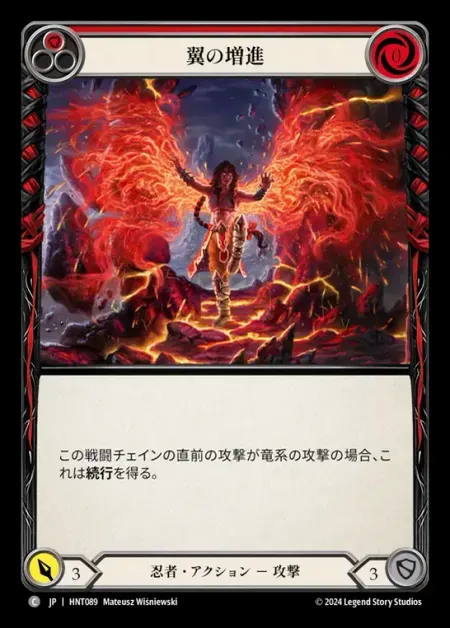 翼の増進
0
この戦闘チェインの直前の攻撃が竜系の攻撃の場合、こ
れは続行を得る。
3
忍者・アクション － 攻撃
3
C JP | HNT089 Mateusz Wiśniewski
© 2024 Legend Story Studios